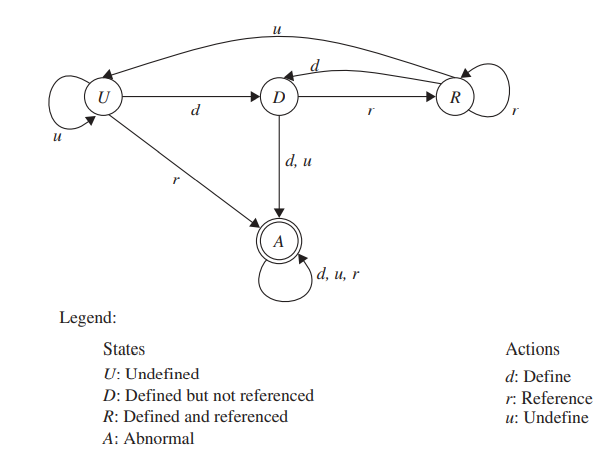 u
d
U
D
R
d
r
r
u
d, u
r
A
d, u, r
Legend:
States
Actions
U: Undefined
d: Define
D: Defined but not referenced
r: Reference
R: Defined and referenced
u: Undefine
A: Abnormal